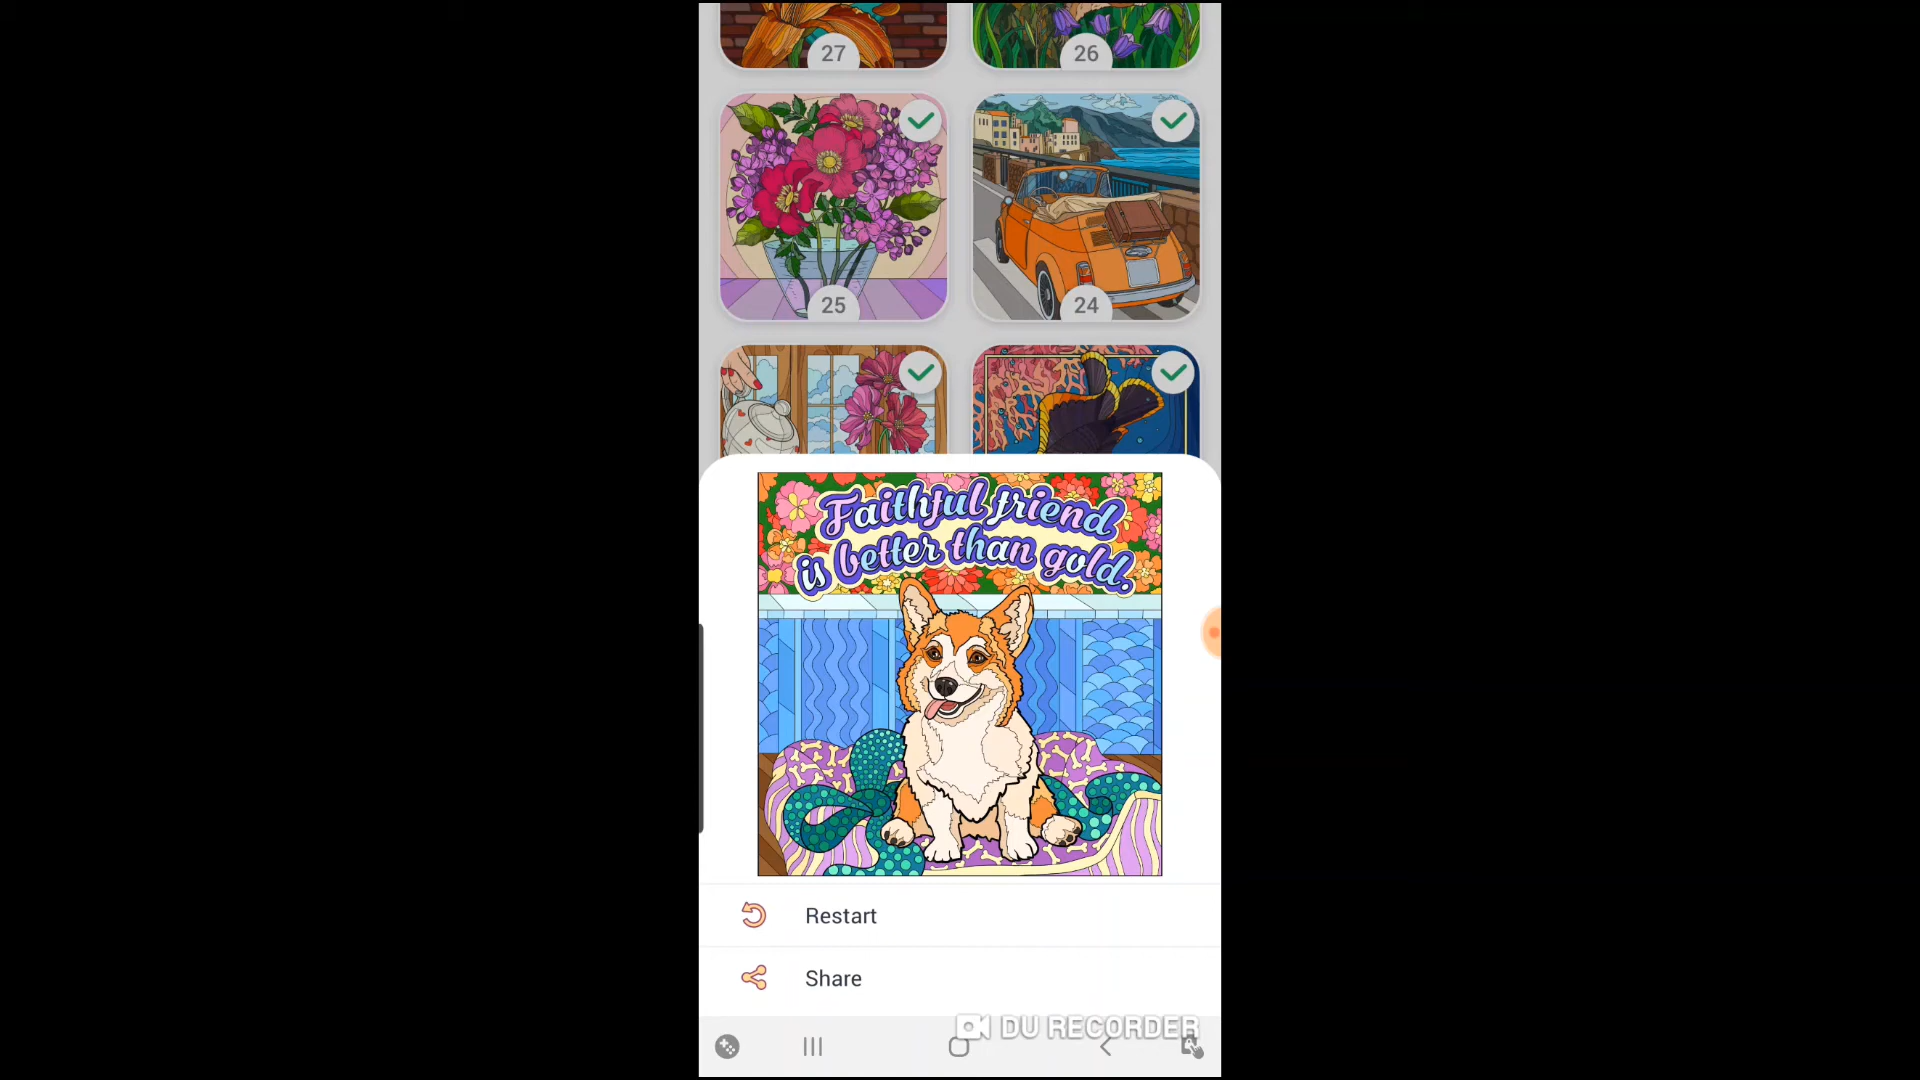 27
26
25
24
Faithful friend
is better than gold.
Restart
Share
DU RECORDER